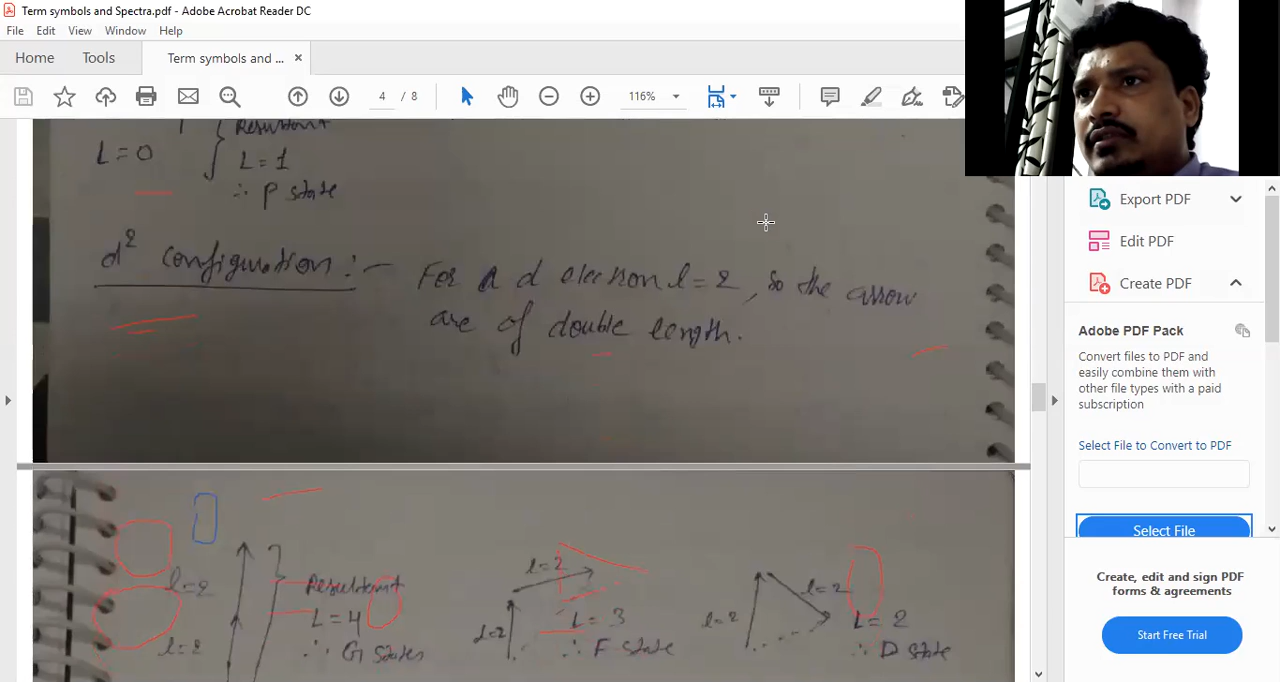 Term symbols and Spectra.pdf - Adobe Acrobat Reader DC
File Edit View Window Help
Home Tools Term symbols and ... ×
4 / 8 116%
Resultant
L = 0
L = 1
∴ P state
d² configuration :- For a d electron l = 2, so the arrow
are of double length.
l = 2
l = 2
Resultant
L = 4
∴ G states
l = 2
l = 2
L = 3
∴ F state
l = 2
l = 2
L = 2
∴ D state
Export PDF
Edit PDF
Create PDF
Adobe PDF Pack
Convert files to PDF and
easily combine them with
other file types with a paid
subscription
Select File to Convert to PDF
Select File
Create, edit and sign PDF
forms & agreements
Start Free Trial